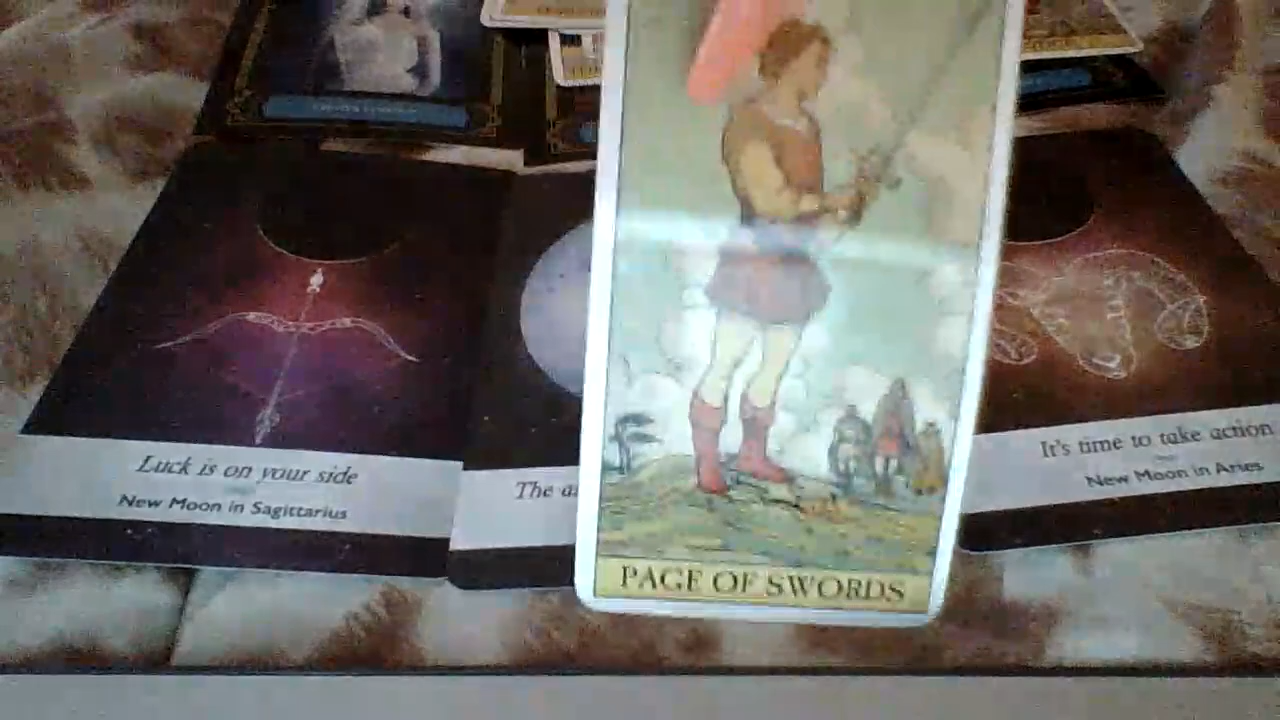 Luck is on your side
New Moon in Sagittarius
The
PAGE OF SWORDS
It's time to take action
New Moon in Aries